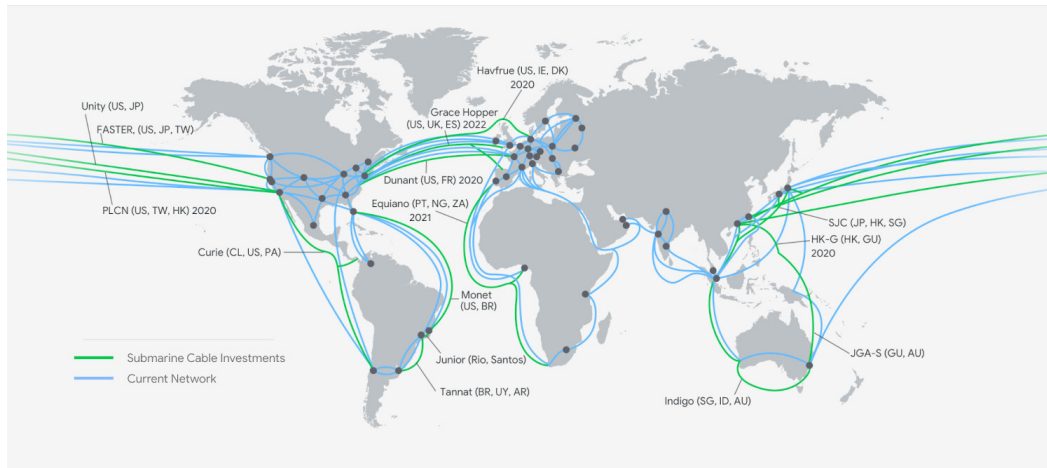 Havfrue (US, IE, DK)
2020
Unity (US, JP)
Grace Hopper
(US, UK, ES) 2022
FASTER, (US, JP, TW)
Dunant (US, FR) 2020
Equiano (PT, NG, ZA)
2021
PLCN (US, TW, HK) 2020
SJC (JP, HK, SG)
HK-G (HK, GU)
2020
Curie (CL, US, PA)
Monet
(US, BR)
Submarine Cable Investments
Junior (Rio, Santos)
JGA-S (GU, AU)
Current Network
Tannat (BR, UY, AR)
Indigo (SG, ID, AU)